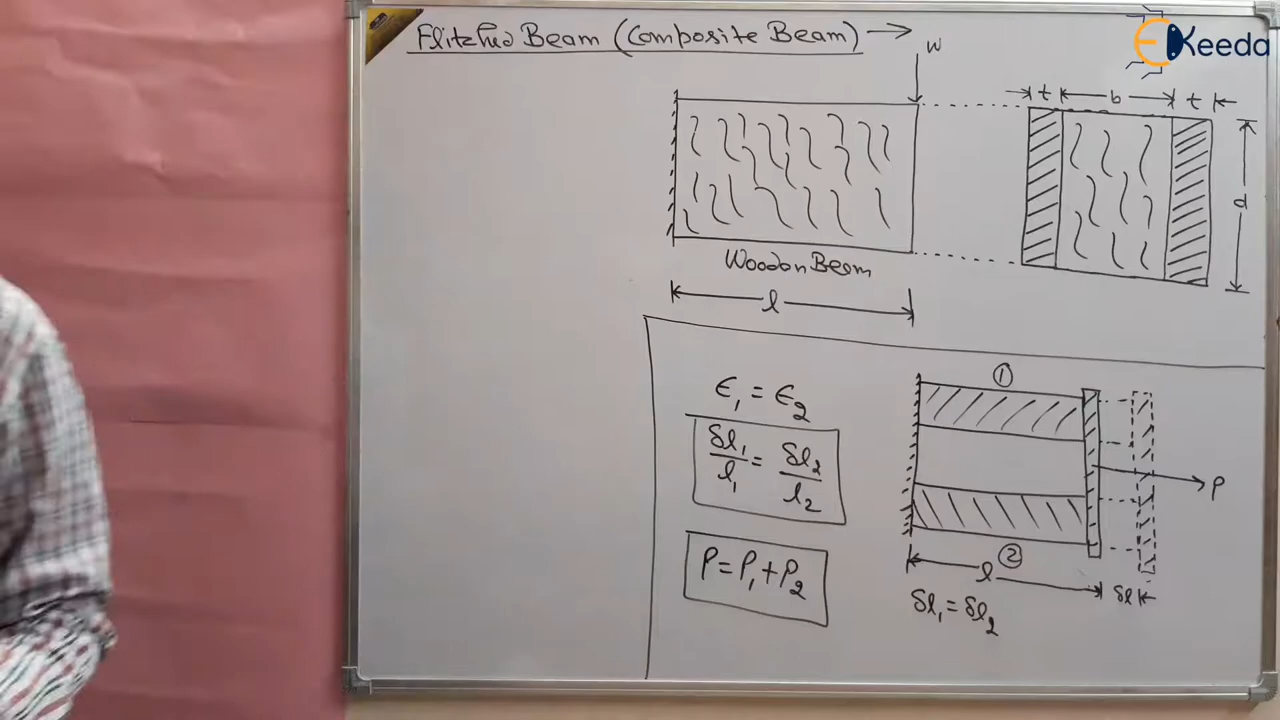 Flitched Beam (Composite Beam) →
EKeeda
W
t b t
d
Wooden Beam
l
ϵ₁ = ϵ₂
δl₁/l₁ = δl₂/l₂
P = P₁ + P₂
①
P
②
l
δl
δl₁ = δl₂